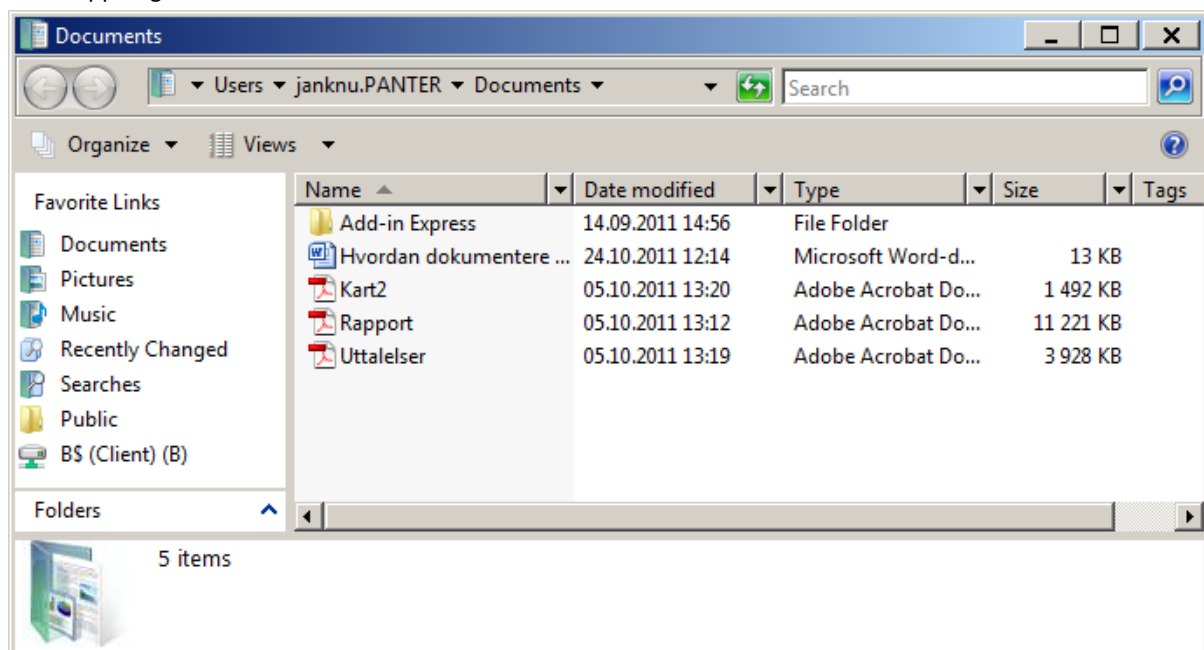 Documents
Users janknu.PANTER Documents
Search
Organize Views
Favorite Links
Documents
Pictures
Music
Recently Changed
Searches
Public
B$ (Client) (B)
Folders
Name Date modified Type Size Tags
Add-in Express 14.09.2011 14:56 File Folder
Hvordan dokumentere ... 24.10.2011 12:14 Microsoft Word-d... 13 KB
Kart2 05.10.2011 13:20 Adobe Acrobat Do... 1 492 KB
Rapport 05.10.2011 13:12 Adobe Acrobat Do... 11 221 KB
Uttalelser 05.10.2011 13:19 Adobe Acrobat Do... 3 928 KB
5 items